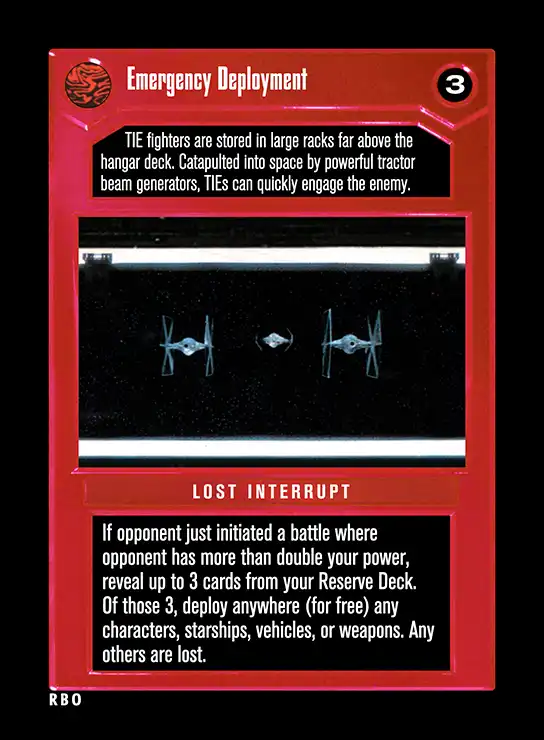 Emergency Deployment
3
TIE fighters are stored in large racks far above the
hangar deck. Catapulted into space by powerful tractor
beam generators, TIEs can quickly engage the enemy.
LOST INTERRUPT
If opponent just initiated a battle where
opponent has more than double your power,
reveal up to 3 cards from your Reserve Deck.
Of those 3, deploy anywhere (for free) any
characters, starships, vehicles, or weapons. Any
others are lost.
RBO